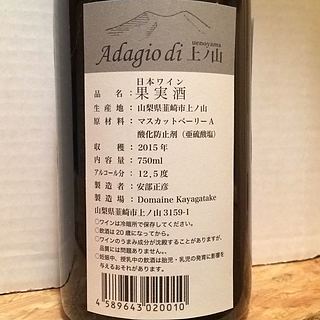 uenoyama
Adagio di 上ノ山
日本ワイン
品名：果実酒
生産地：山梨県韮崎市上ノ山
原材料：マスカットベーリーA
酸化防止剤（亜硫酸塩）
収穫：2015年
内容量：750ml
アルコール分：12.5度
製造者：安部正彦
製造場：Domaine Kayagatake
山梨県韮崎市上ノ山3159-1
○ワインは冷暗所で保存してください。
○飲酒は20歳になってから。
○ワインのうまみ成分が沈殿することがありますが、
品質には問題ありません。
○妊娠中、授乳中の飲酒は胎児・乳児の発育に影響を
与えるおそれがあります。
4 589643 020010